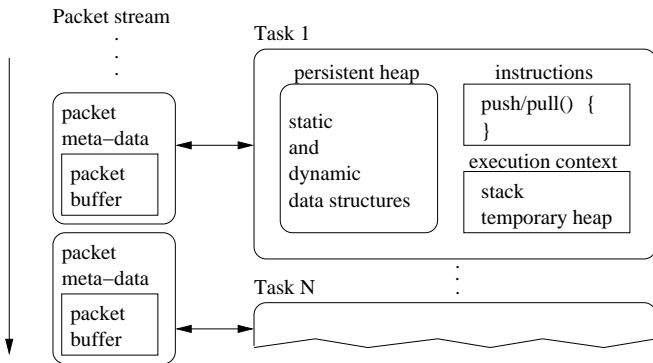 Packet stream
packet
meta−data
packet
buffer
packet
meta−data
packet
buffer
Task 1
persistent heap
static
and
dynamic
data structures
instructions
push/pull() {
}
execution context
stack
temporary heap
Task N